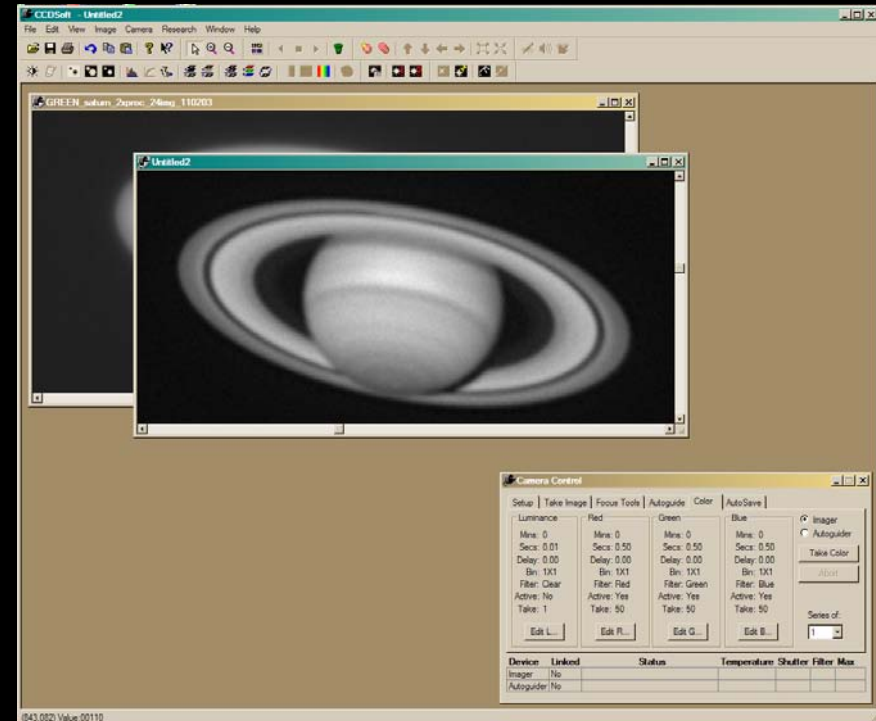 CCDSoft - Untitled2
File Edit View Image Camera Research Window Help
GREEN_saturn_2xproc_24img_110203
Untitled2
Camera Control
Setup Take Image Focus Tools Autoguide Color AutoSave
Luminance Red Green Blue Imager
Mins: 0 Mins: 0 Mins: 0 Mins: 0 Autoguider
Secs: 0.01 Secs: 0.50 Secs: 0.50 Secs: 0.50
Delay: 0.00 Delay: 0.00 Delay: 0.00 Delay: 0.00 Take Color
Bin: 1X1 Bin: 1X1 Bin: 1X1 Bin: 1X1
Filter: Clear Filter: Red Filter: Green Filter: Blue Abort
Active: No Active: Yes Active: Yes Active: Yes
Take: 1 Take: 50 Take: 50 Take: 50 Series of:
Edit L... Edit R... Edit G... Edit B... 1
Device Linked Status Temperature Shutter Filter Max
Imager No
Autoguider No
(843,082) Value:00110